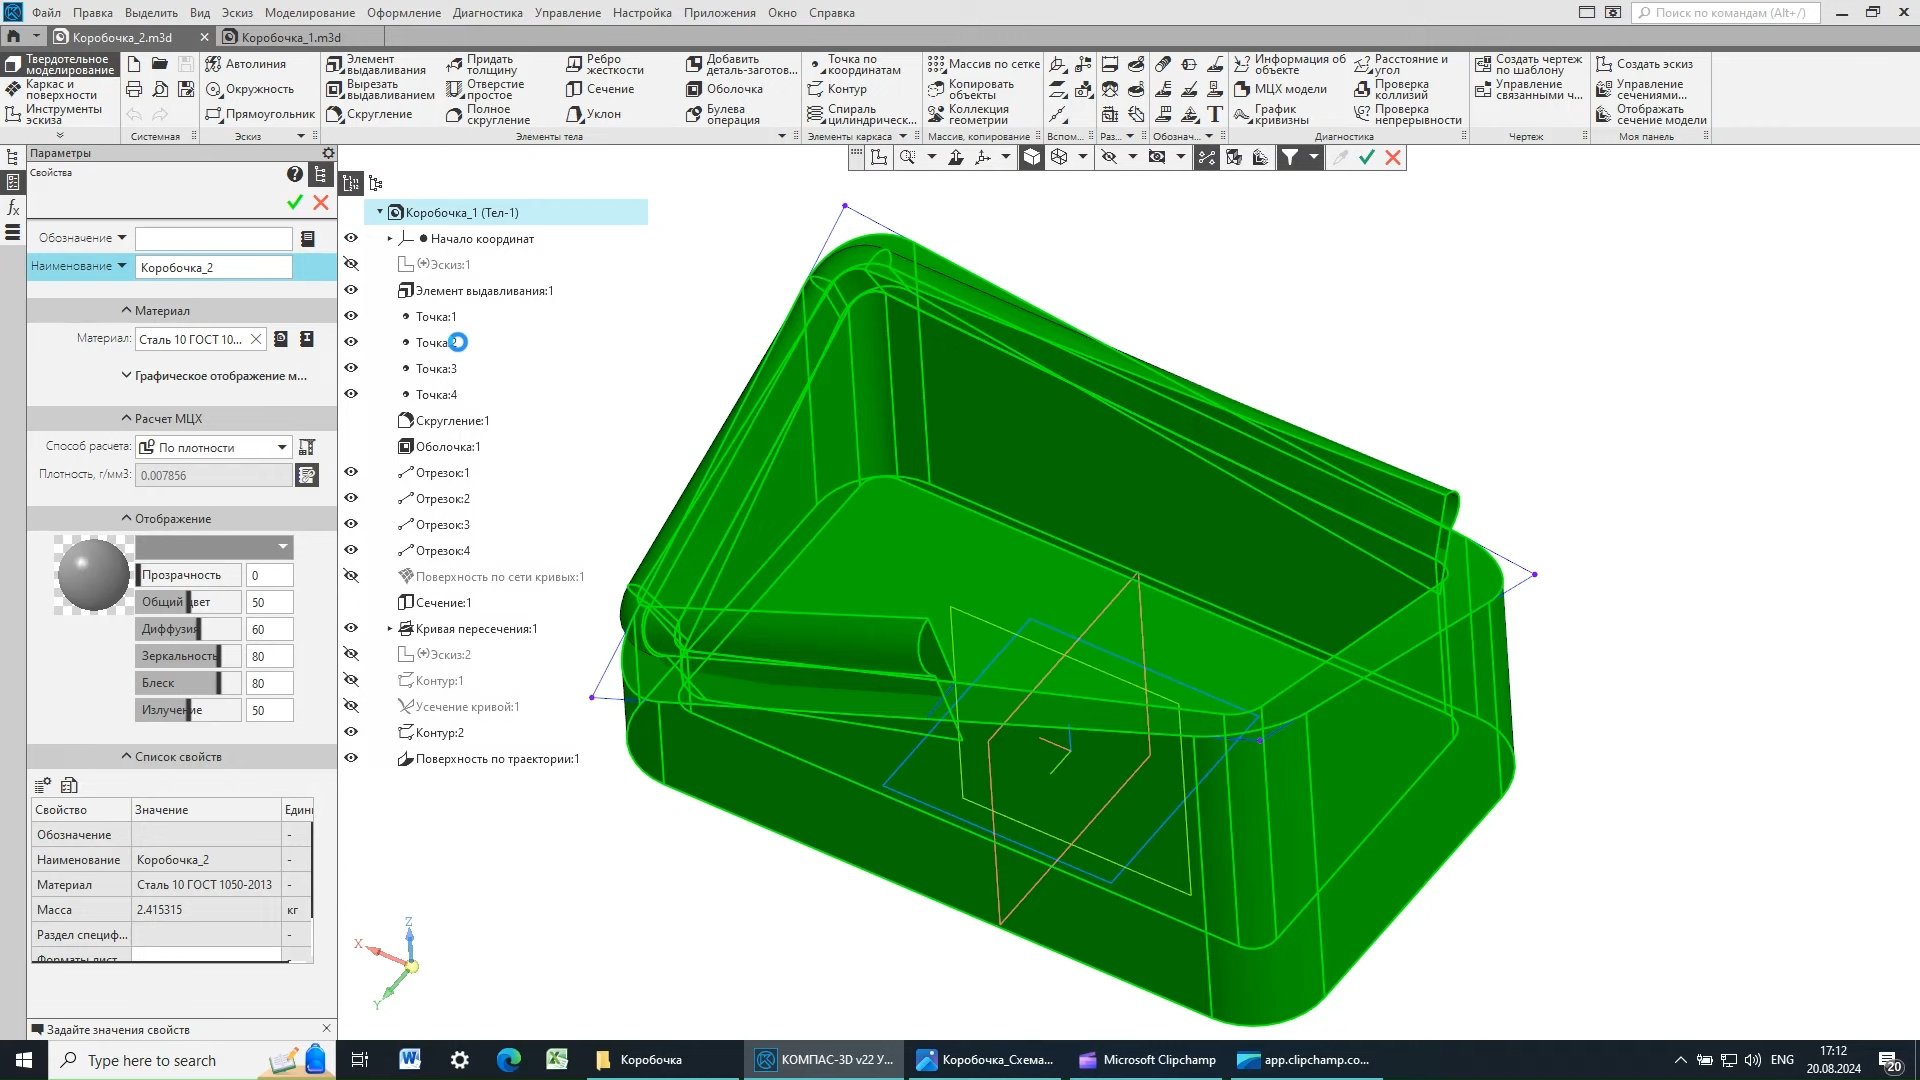 Файл Правка Выделить Вид Эскиз Моделирование Оформление Диагностика Управление Настройка Приложения Окно Справка
Поиск по командам (Alt+/)
Коробочка_2.m3d
Коробочка_1.m3d
Твердотельное моделирование
Каркас и поверхности
Инструменты эскиза
Системная
Автолиния
Окружность
Прямоугольник
Эскиз
Элемент выдавливания
Вырезать выдавливанием
Скругление
Придать толщину
Отверстие простое
Полное скругление
Ребро жесткости
Сечение
Уклон
Добавить деталь-заготов...
Оболочка
Булева операция
Элементы тела
Точка по координатам
Контур
Спираль цилиндрическ...
Элементы каркаса
Массив по сетке
Копировать объекты
Коллекция геометрии
Массив, копирование
Вспом...
Раз...
Обознач...
Информация об объекте
МЦХ модели
График кривизны
Расстояние и угол
Проверка коллизий
Проверка непрерывности
Диагностика
Создать чертеж по шаблону
Управление связанными ч...
Чертеж
Создать эскиз
Управление сечениями...
Отображать сечение модели
Моя панель
Параметры
Свойства
Обозначение
Наименование Коробочка_2
Материал
Материал: Сталь 10 ГОСТ 10...
Графическое отображение м...
Расчет МЦХ
Способ расчета: По плотности
Плотность, г/мм3: 0.007856
Отображение
Прозрачность 0
Общий цвет 50
Диффузия 60
Зеркальность 80
Блеск 80
Излучение 50
Список свойств
Свойство Значение Един
Обозначение -
Наименование Коробочка_2 -
Материал Сталь 10 ГОСТ 1050-2013 -
Масса 2.415315 кг
Раздел специф... -
Форматы лист -
Задайте значения свойств
Коробочка_1 (Тел-1)
Начало координат
(+)Эскиз:1
Элемент выдавливания:1
Точка:1
Точка:2
Точка:3
Точка:4
Скругление:1
Оболочка:1
Отрезок:1
Отрезок:2
Отрезок:3
Отрезок:4
Поверхность по сети кривых:1
Сечение:1
Кривая пересечения:1
(+)Эскиз:2
Контур:1
Усечение кривой:1
Контур:2
Поверхность по траектории:1
Z
X
Y
Type here to search
Коробочка
КОМПАС-3D v22 У...
Коробочка_Схема...
Microsoft Clipchamp
app.clipchamp.co...
ENG
17:12
20.08.2024
20